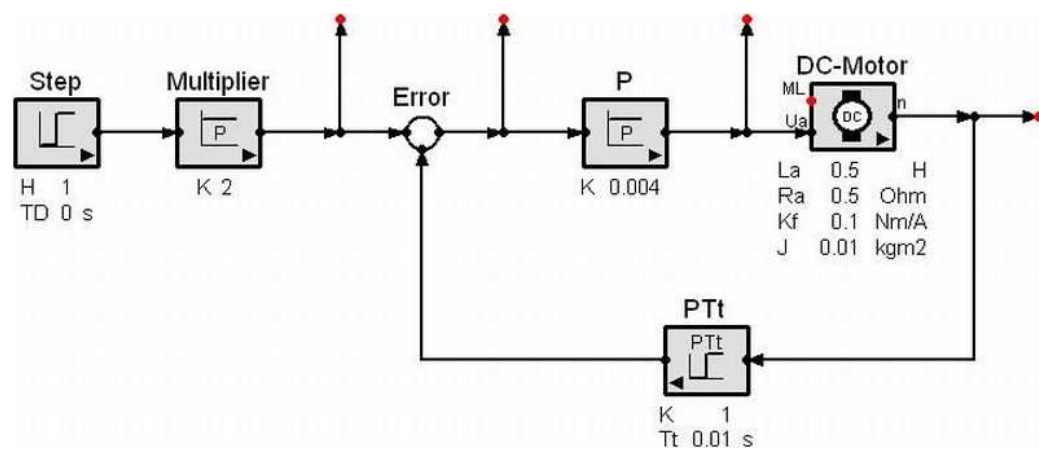 Step
Multiplier
Error
P
DC-Motor
ML
Ua
n
DC
P
P
H 1
TD 0 s
K 2
K 0.004
La 0.5 H
Ra 0.5 Ohm
Kf 0.1 Nm/A
J 0.01 kgm2
PTt
PTt
K 1
Tt 0.01 s